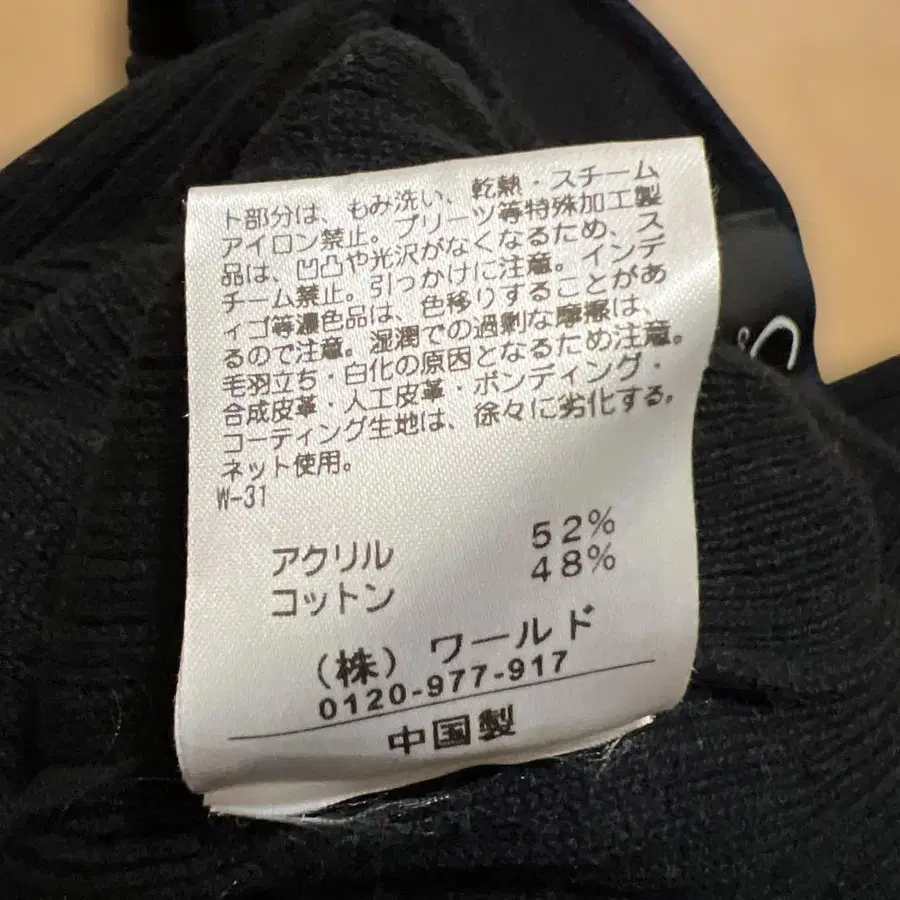 ト部分は、もみ洗い、乾熱・スチーム
アイロン禁止。プリーツ等特殊加工製
品は、凹凸や光沢がなくなるため、ス
チーム禁止。引っかけに注意。インデ
ィゴ等濃色品は、色移りすることがあ
るので注意。湿潤での過剰な摩擦は、
毛羽立ち・白化の原因となるため注意。
合成皮革・人工皮革・ボンディング・
コーティング生地は、徐々に劣化する。
ネット使用。
W-31
アクリル 52%
コットン 48%
(株) ワールド
0120-977-917
中国製